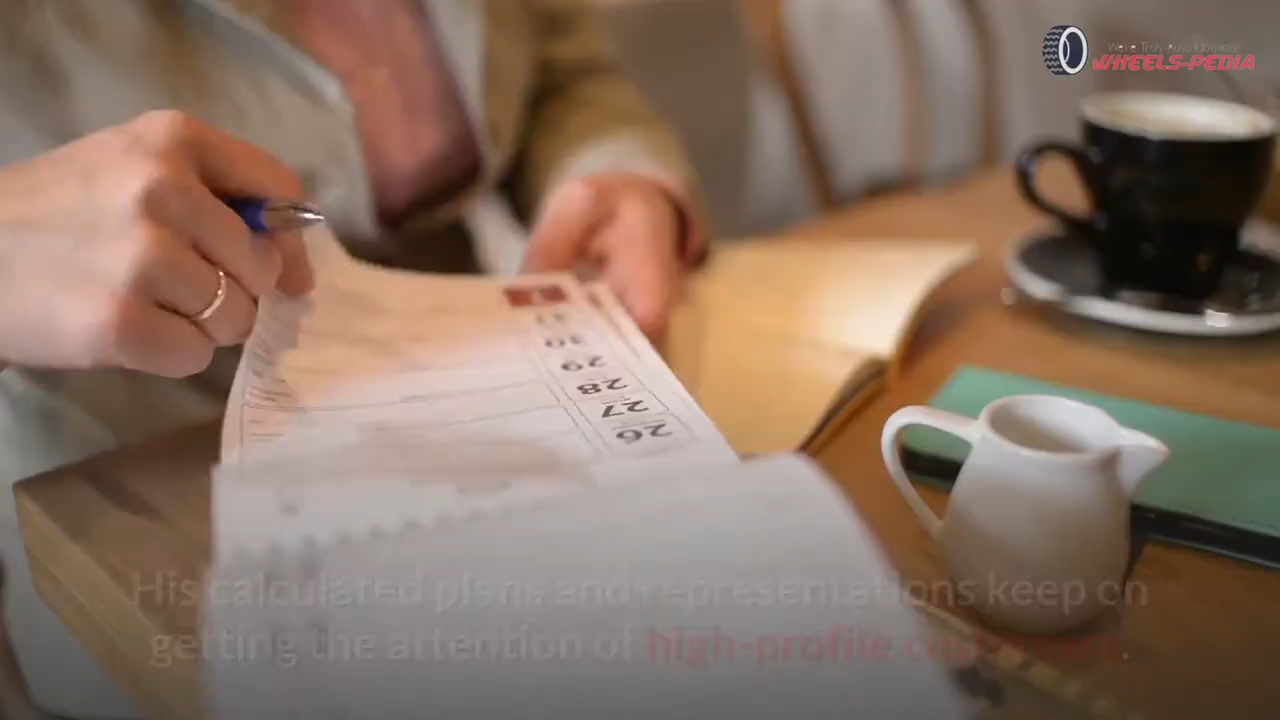 WHEELS-PEDIA
29
28
27
26
His calculated plans and representations keep on
getting the attention of high-profile customers.